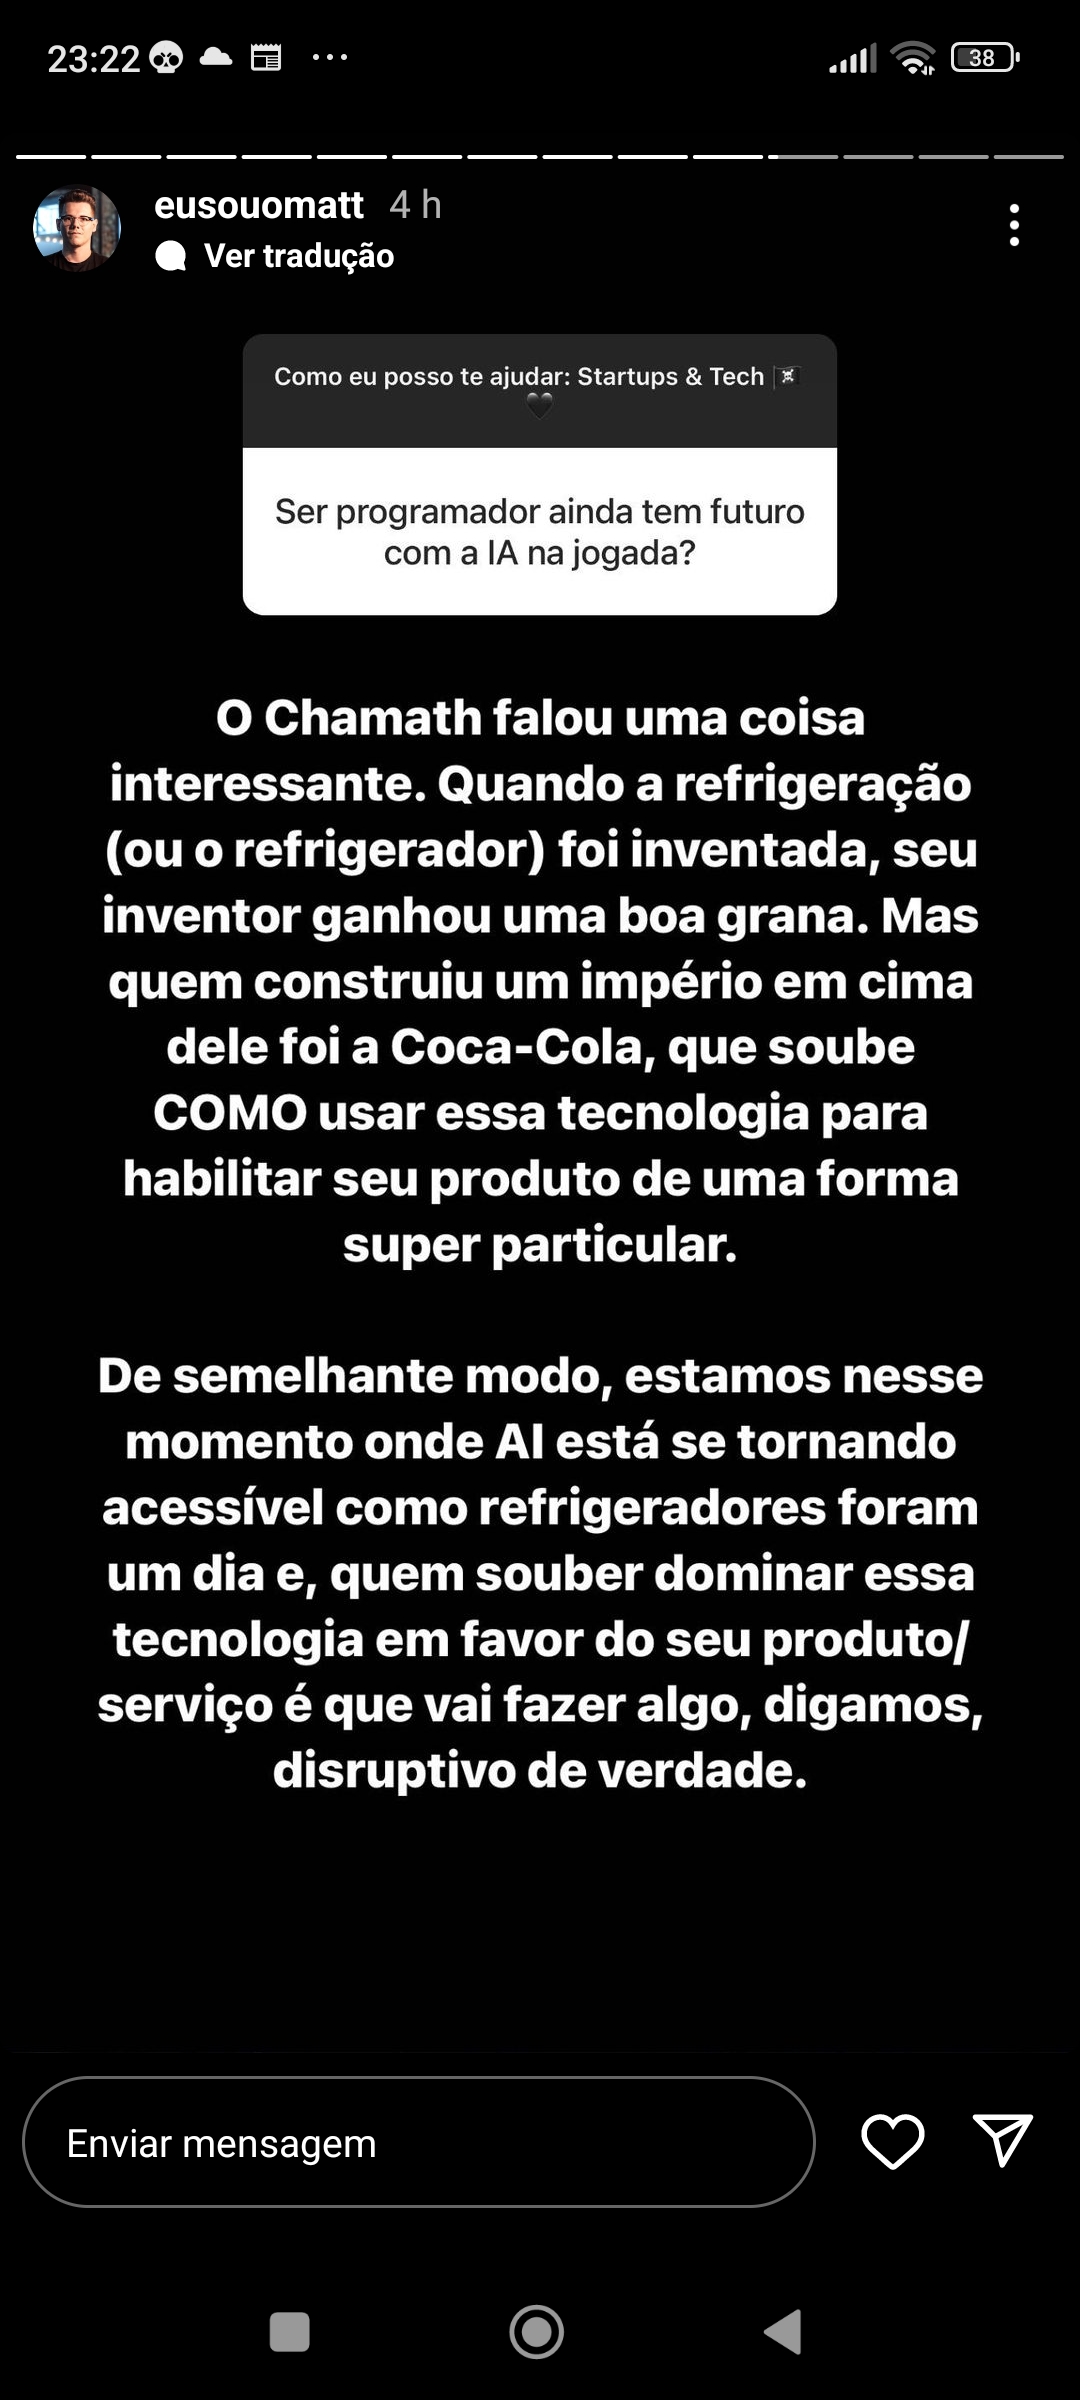 23:22
38
eusouomatt 4 h
Ver tradução
Como eu posso te ajudar: Startups & Tech 🏴‍☠️
🖤
Ser programador ainda tem futuro
com a IA na jogada?
O Chamath falou uma coisa
interessante. Quando a refrigeração
(ou o refrigerador) foi inventada, seu
inventor ganhou uma boa grana. Mas
quem construiu um império em cima
dele foi a Coca-Cola, que soube
COMO usar essa tecnologia para
habilitar seu produto de uma forma
super particular.
De semelhante modo, estamos nesse
momento onde AI está se tornando
acessível como refrigeradores foram
um dia e, quem souber dominar essa
tecnologia em favor do seu produto/
serviço é que vai fazer algo, digamos,
disruptivo de verdade.
Enviar mensagem